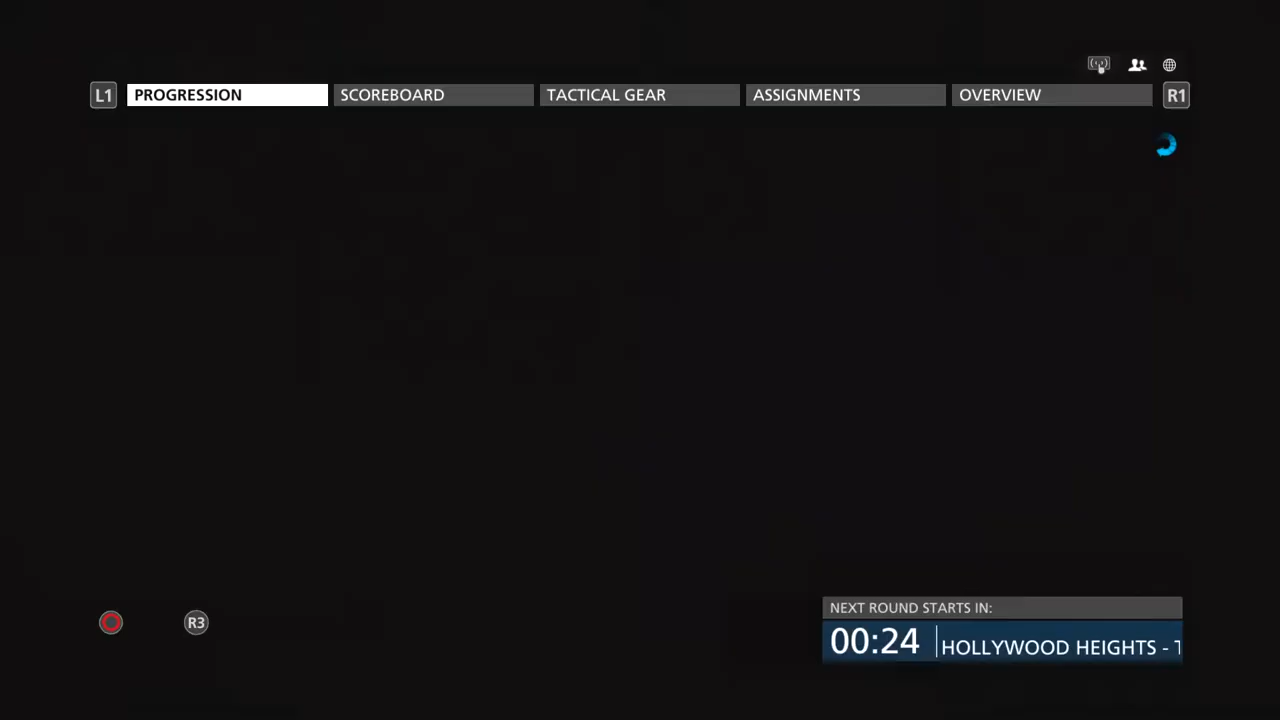 L1 PROGRESSION SCOREBOARD TACTICAL GEAR ASSIGNMENTS OVERVIEW R1
R3
NEXT ROUND STARTS IN:
00:24 HOLLYWOOD HEIGHTS -